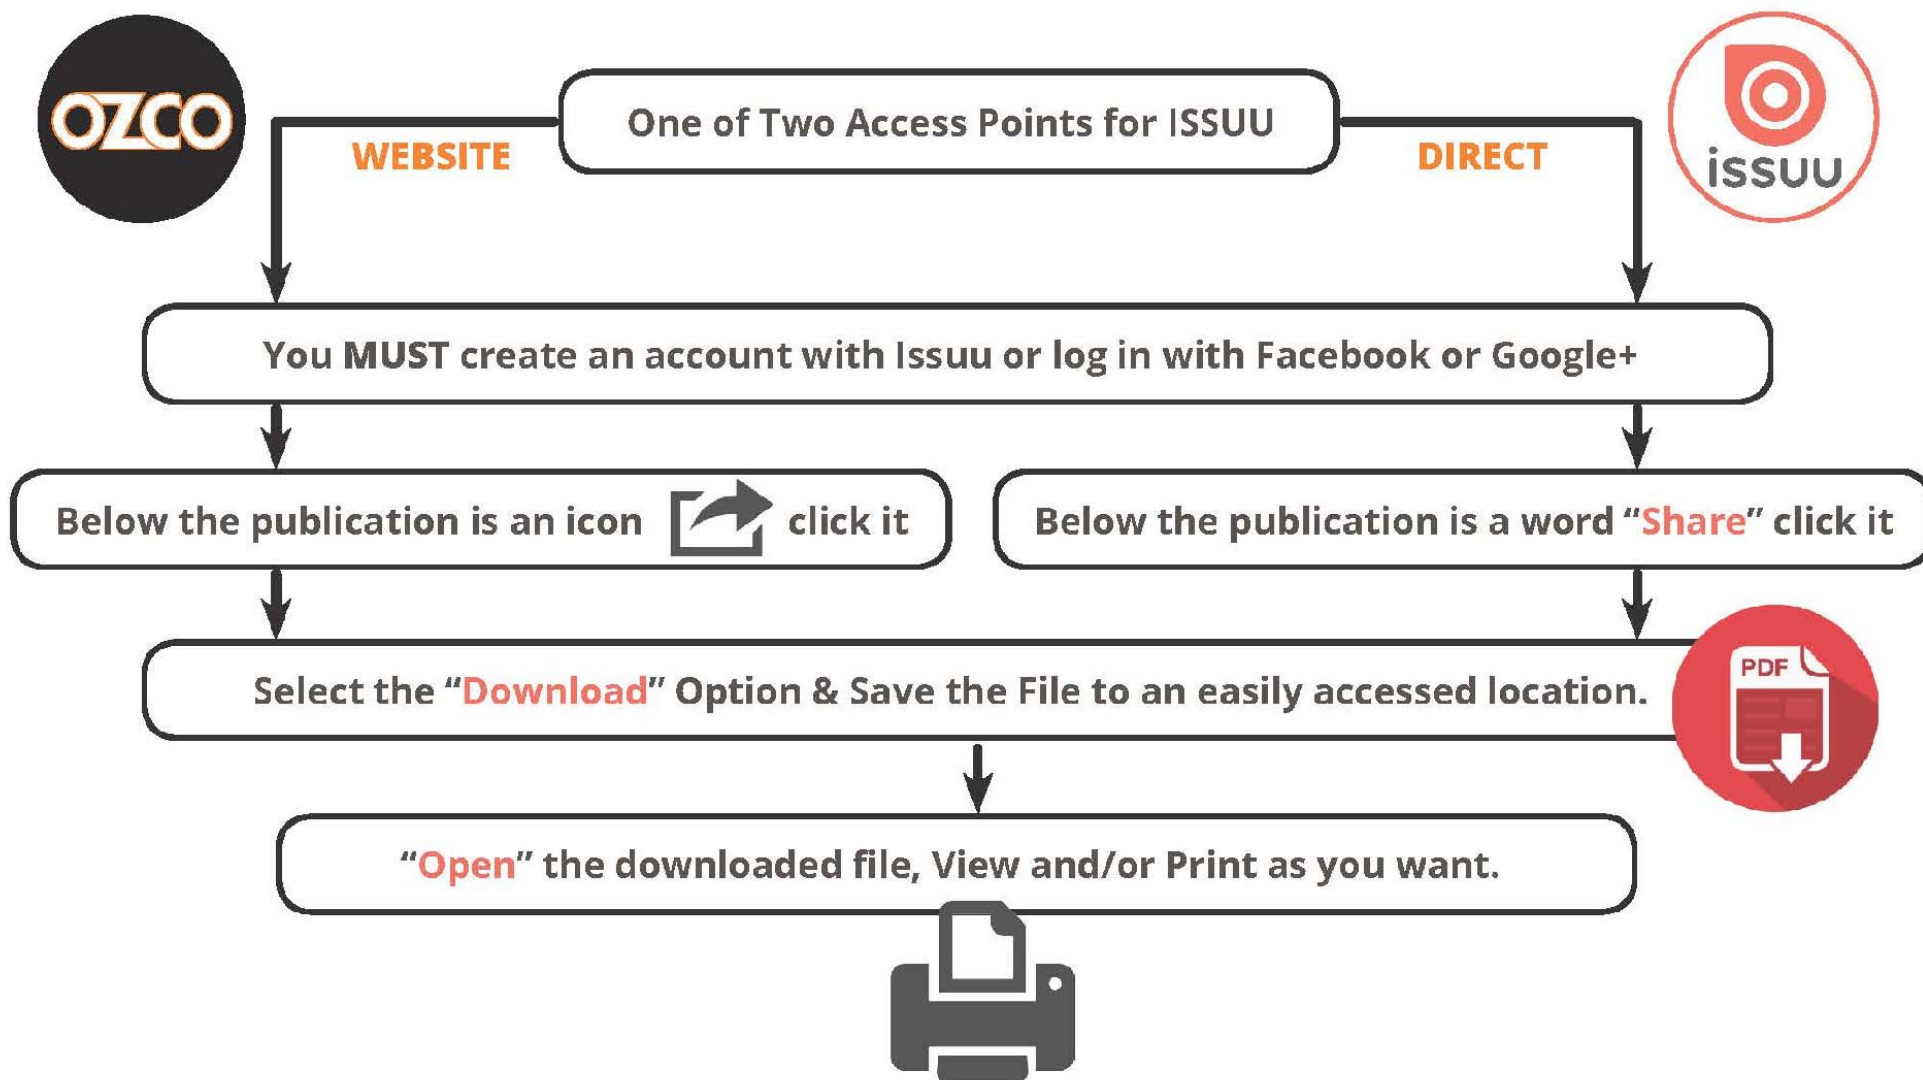 OZCO
One of Two Access Points for ISSUU
WEBSITE
DIRECT
issuu
You MUST create an account with Issuu or log in with Facebook or Google+
Below the publication is an icon click it
Below the publication is a word “Share” click it
Select the “Download” Option & Save the File to an easily accessed location.
PDF
“Open” the downloaded file, View and/or Print as you want.